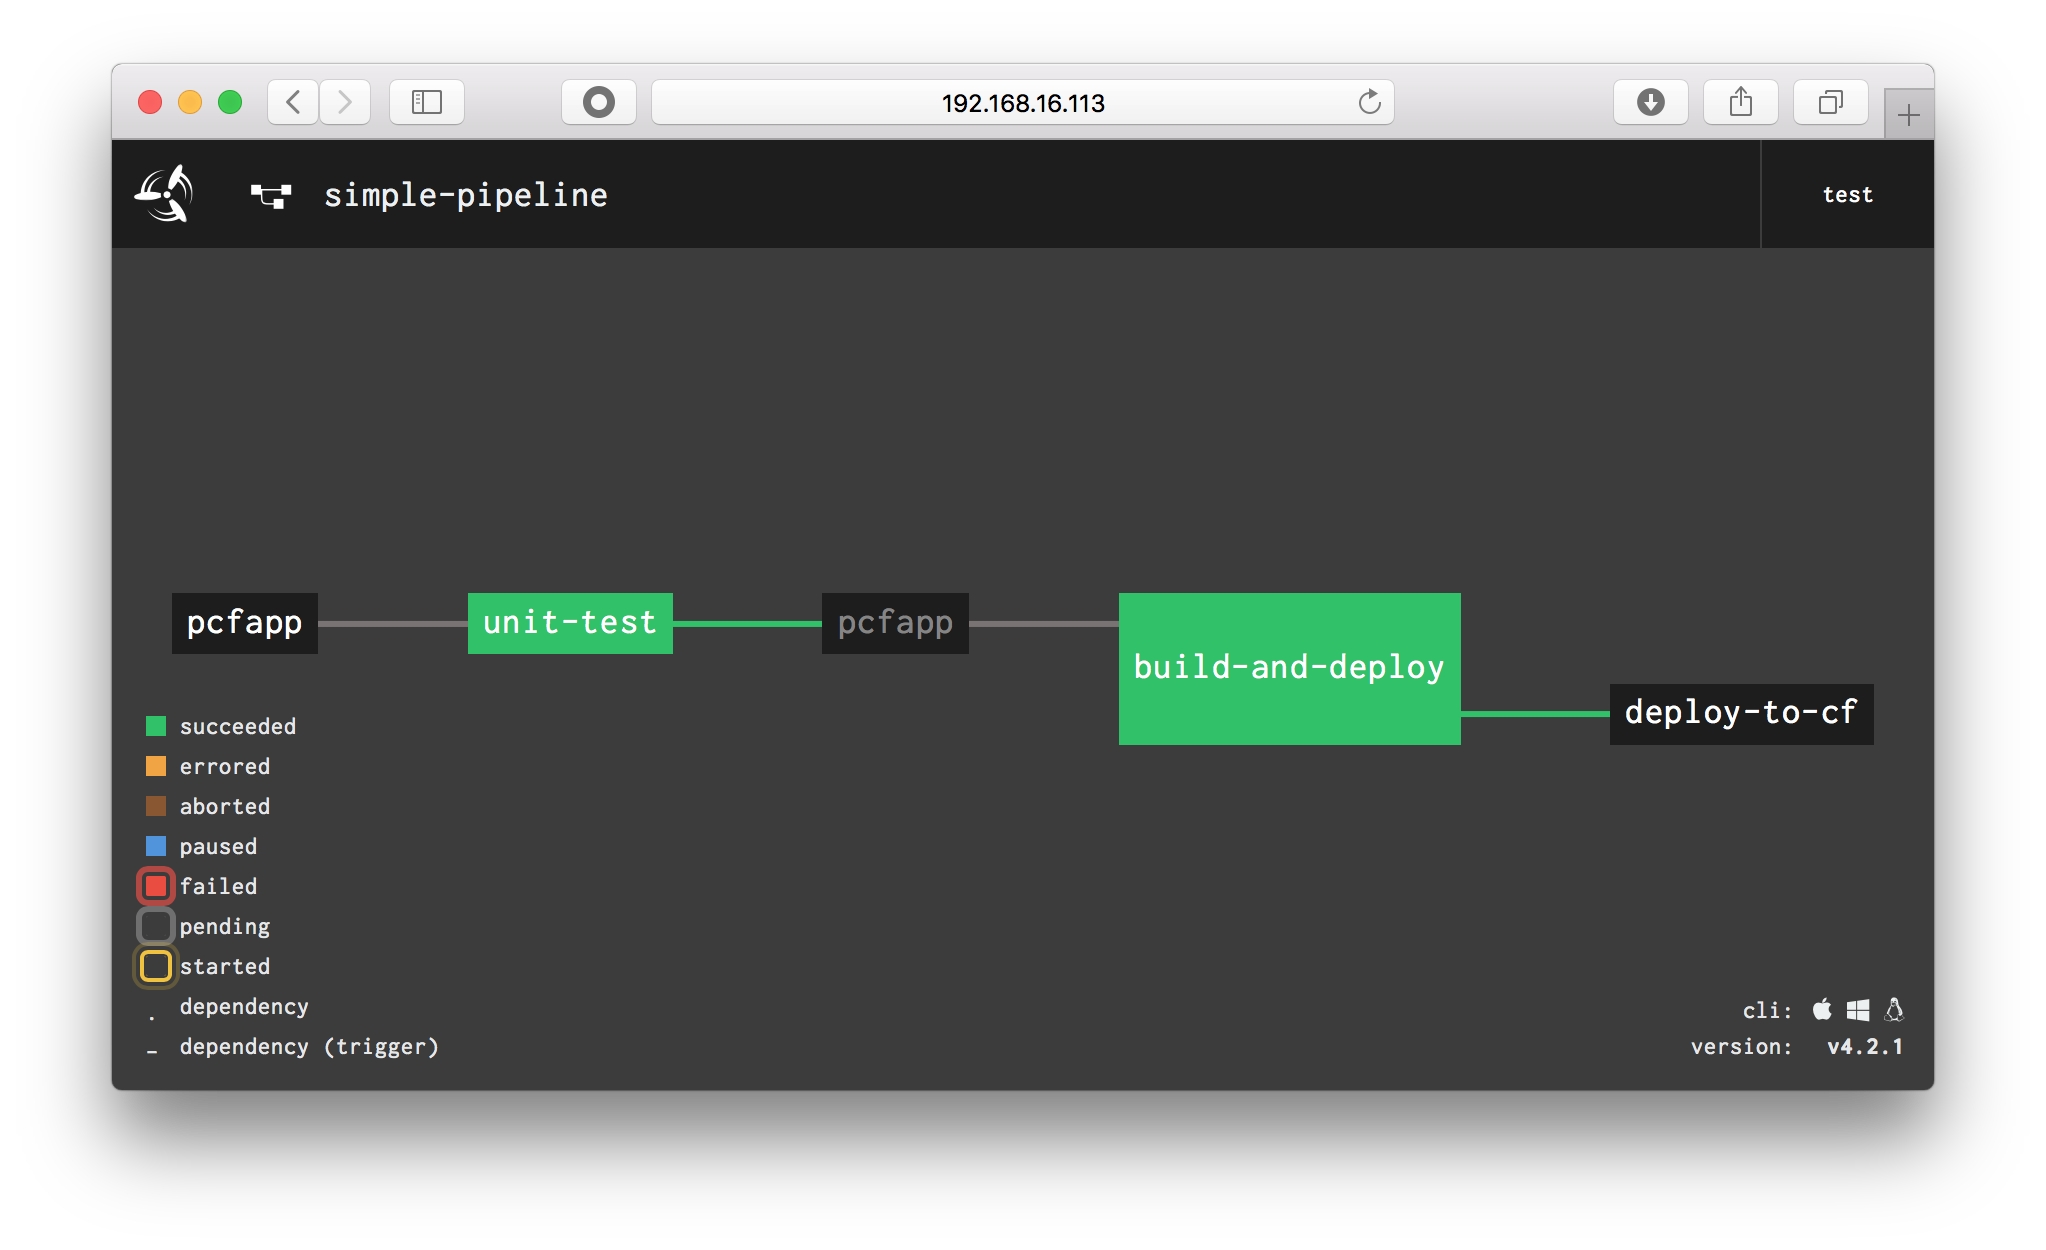 192.168.16.113
simple-pipeline
test
pcfapp
unit-test
pcfapp
build-and-deploy
deploy-to-cf
succeeded
errored
aborted
paused
failed
pending
started
. dependency
- dependency (trigger)
cli:
version: v4.2.1